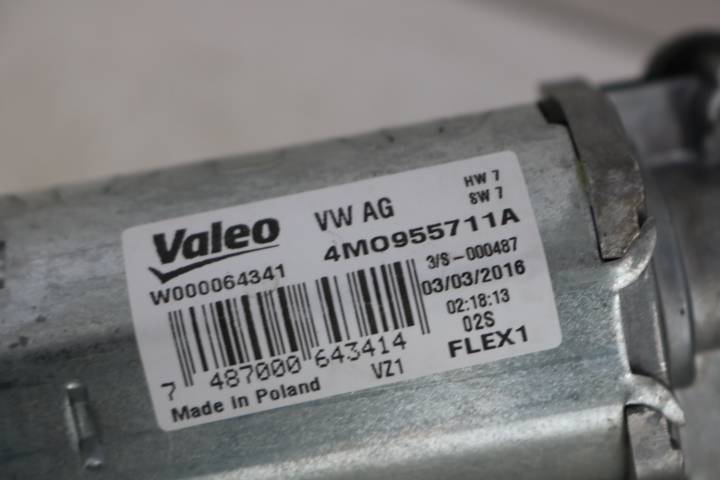 HW 7
SW 7
Valeo VW AG
4M0955711A
W000064341
3/S-000487
03/03/2016
02:18:13
02S
FLEX1
7 487000 643414
VZ1
Made in Poland